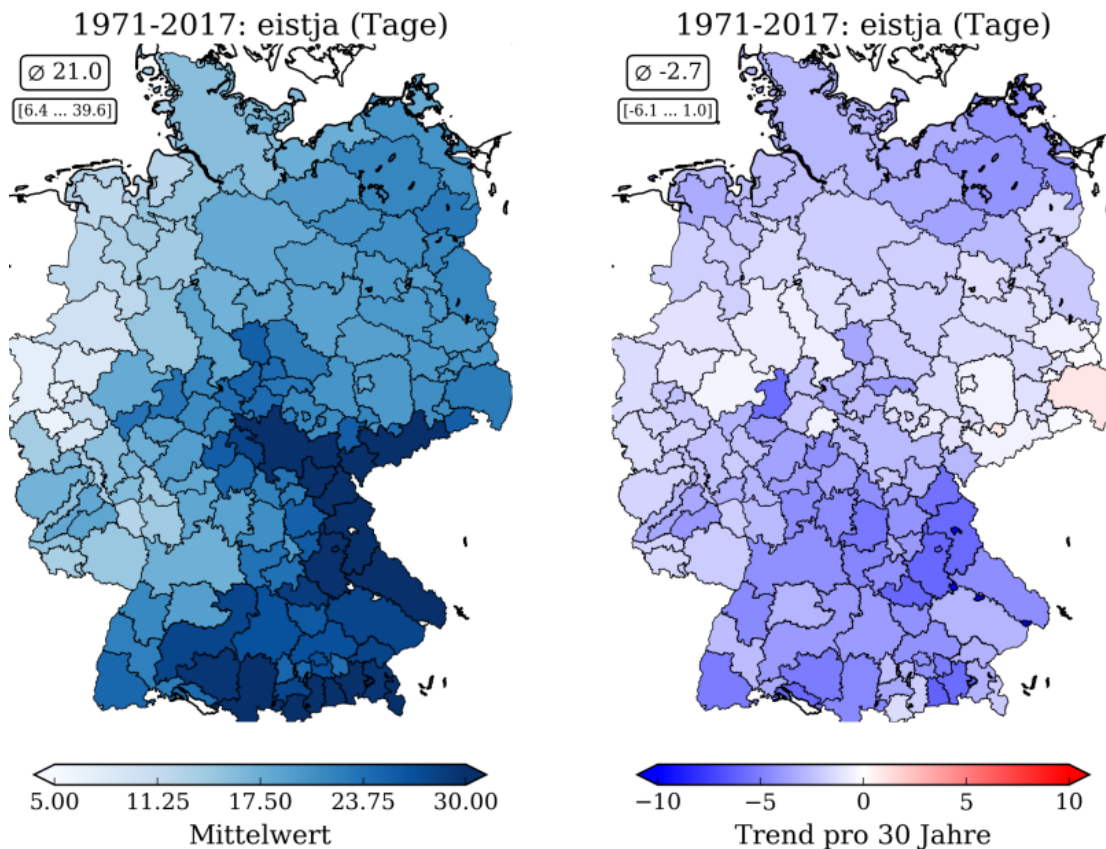 1971-2017: eistja (Tage)
∅ 21.0
[6.4 ... 39.6]
5.00 11.25 17.50 23.75 30.00
Mittelwert
1971-2017: eistja (Tage)
∅ -2.7
[-6.1 ... 1.0]
−10 −5 0 5 10
Trend pro 30 Jahre